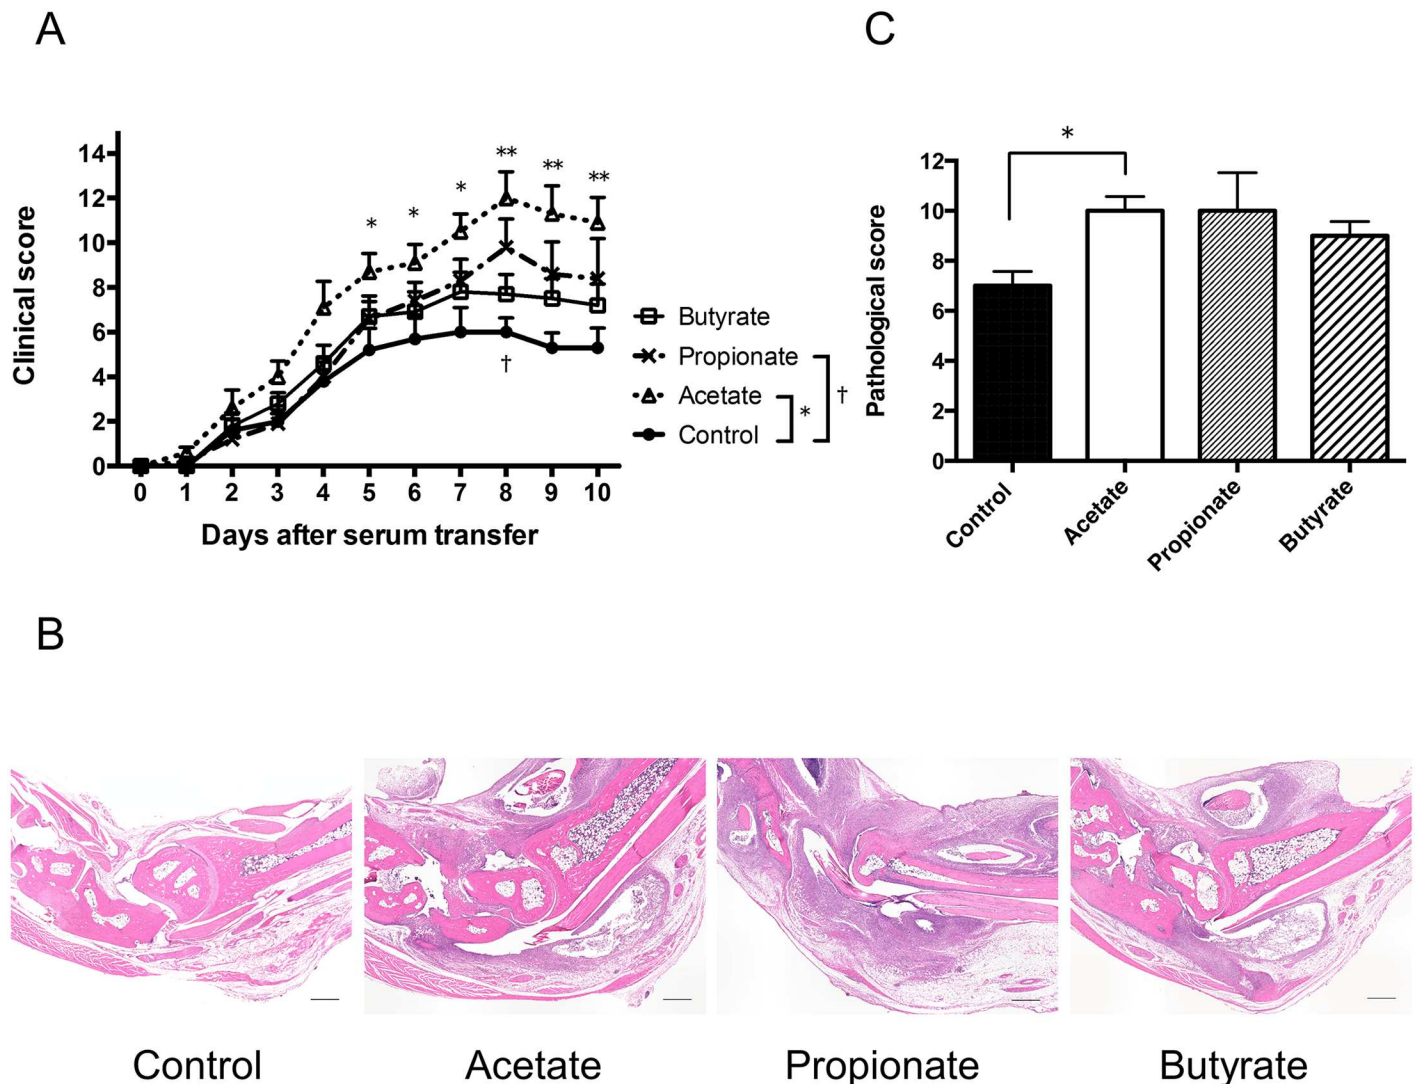 A
Clinical score
14
12
10
8
6
4
2
0
* * * ** ** **
†
0 1 2 3 4 5 6 7 8 9 10
Days after serum transfer
Butyrate
Propionate
Acetate
Control
*
†
C
Pathological score
12
10
8
6
4
2
0
*
Control
Acetate
Propionate
Butyrate
B
Control
Acetate
Propionate
Butyrate